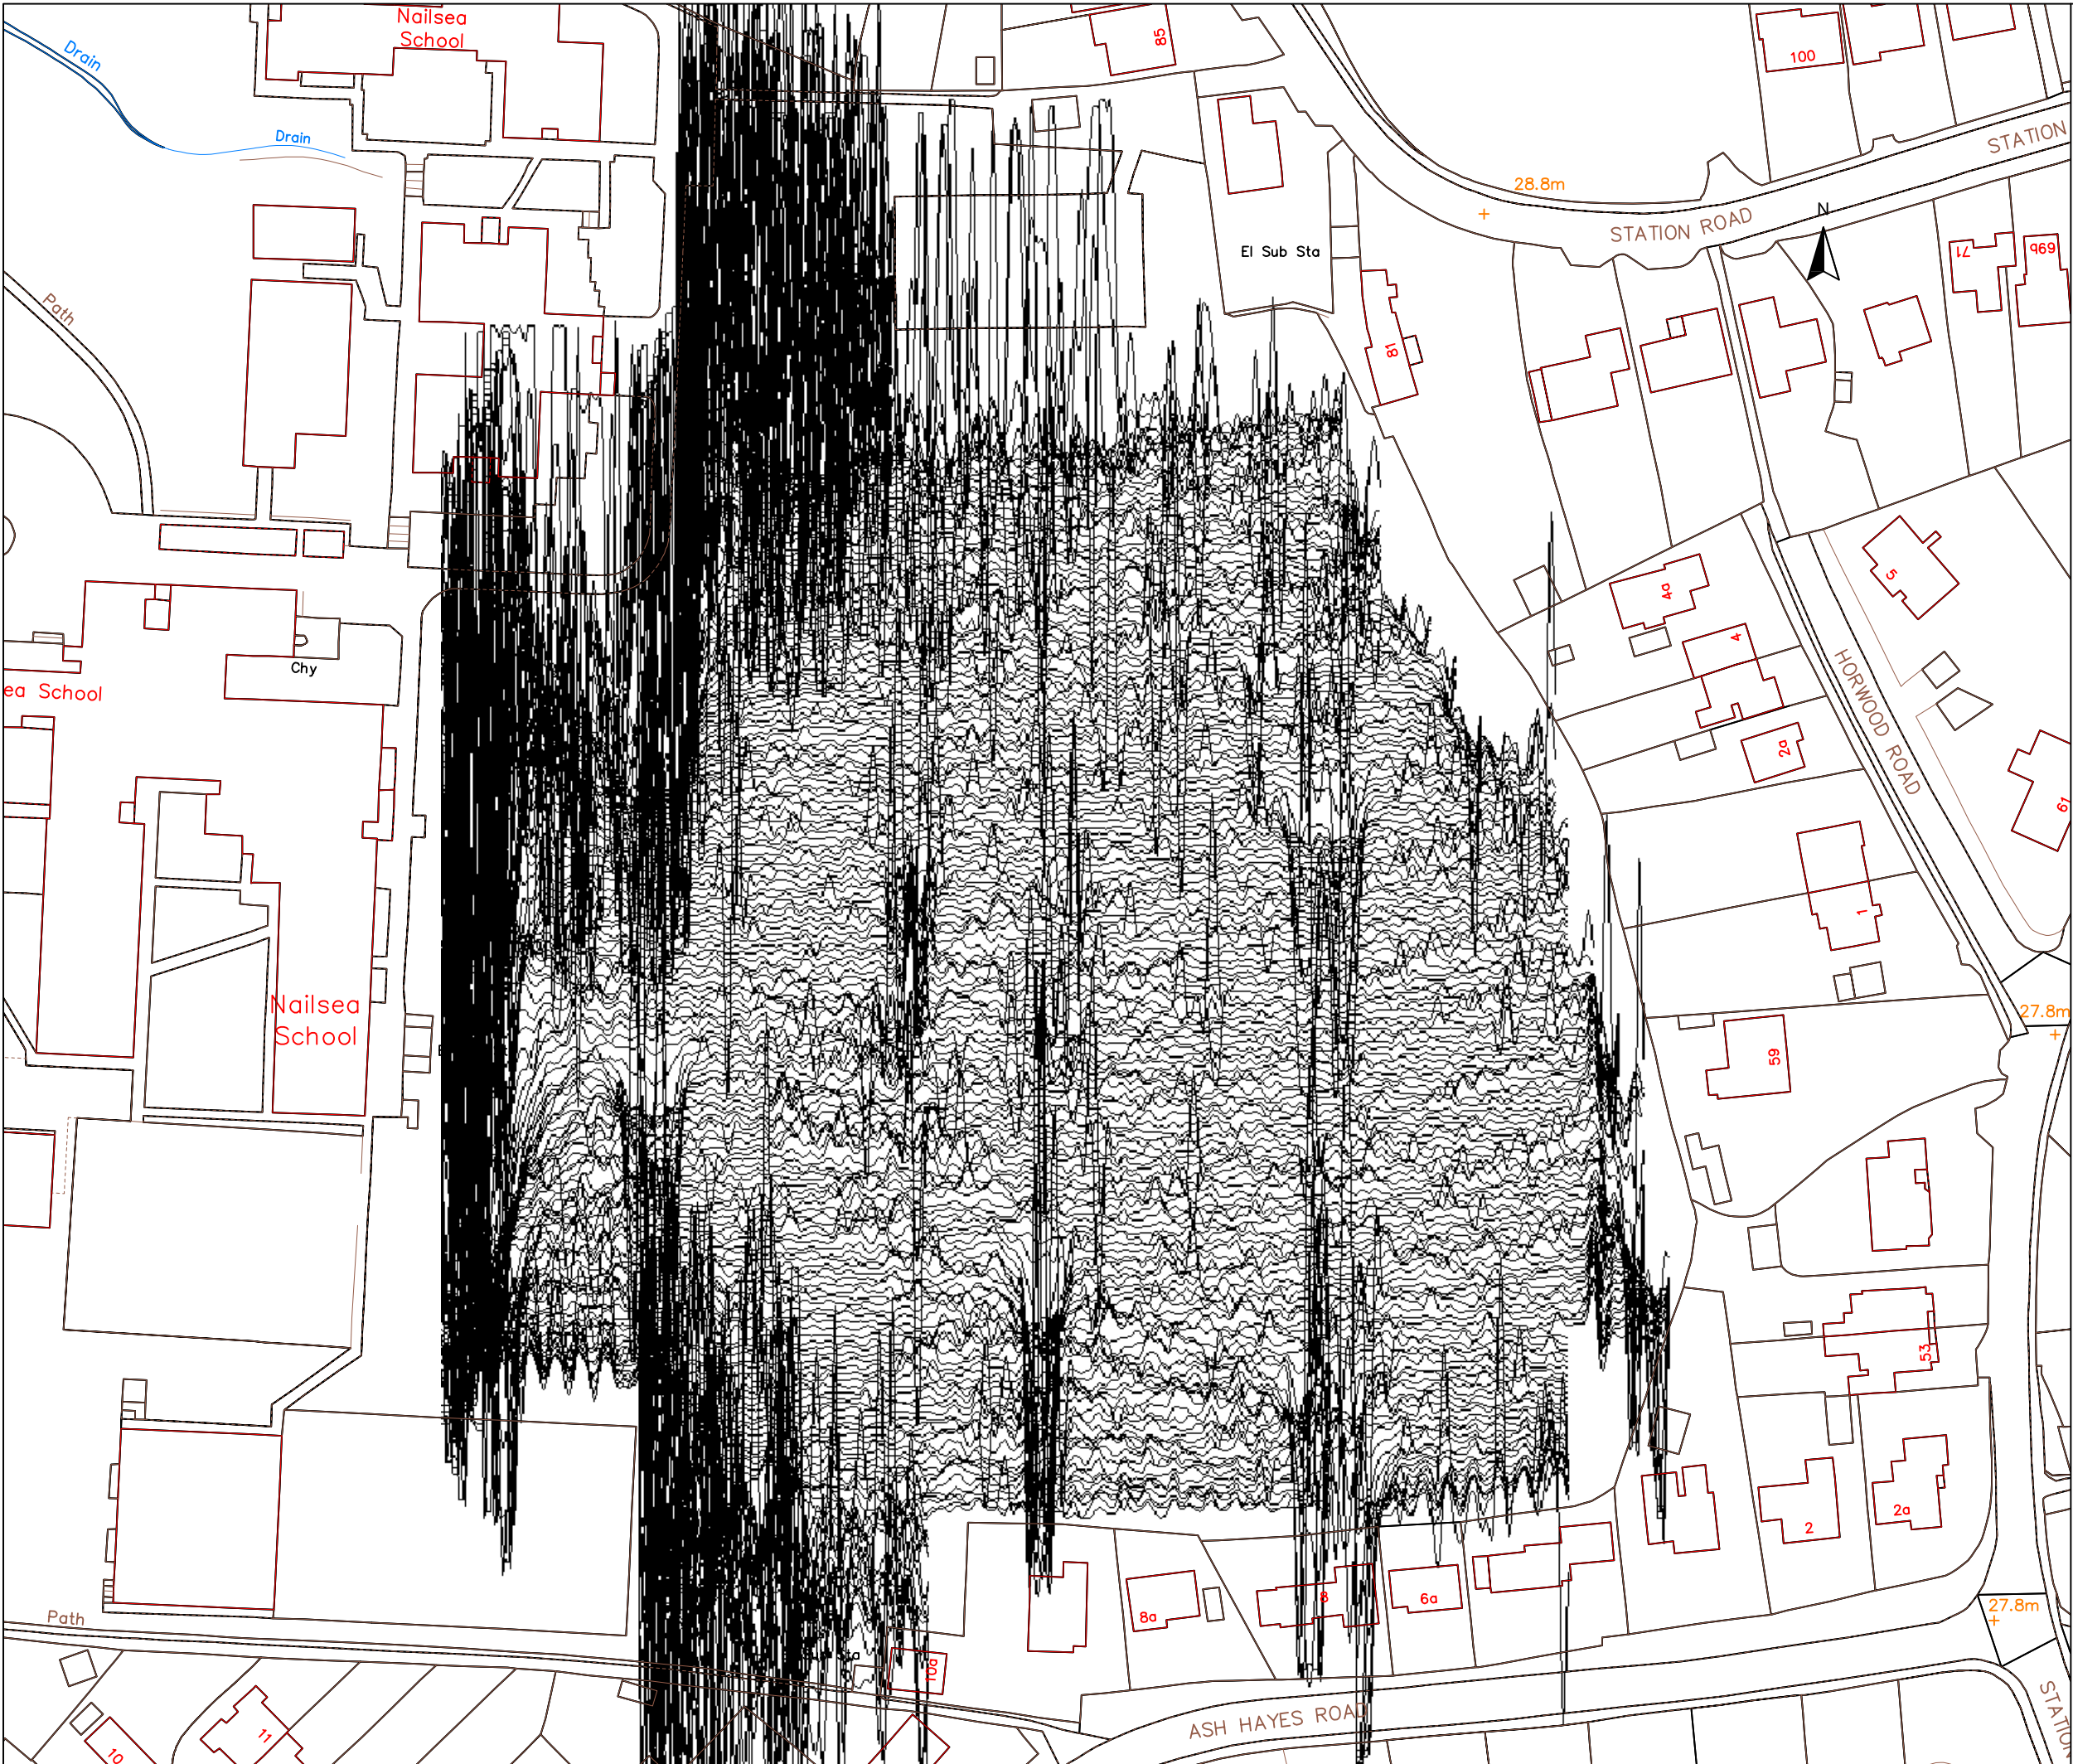 Nailsea
School
85
100
Drain
Drain
STATION
28.8m
STATION ROAD
N
El Sub Sta
71
69b
Path
81
5
4a
4
Chy
ea School
HORWOOD ROAD
2a
61
1
Nailsea
School
27.8m
59
53
2
2a
8a
8
6a
27.8m
Path
10a
ASH HAYES ROAD
STATION
11
10